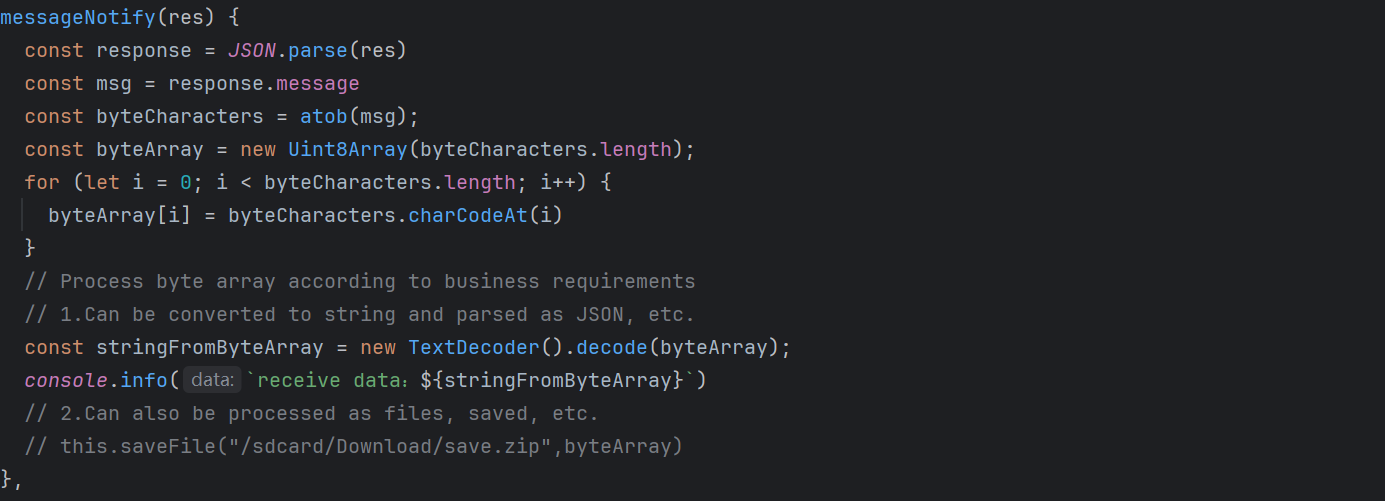 messageNotify(res) {
  const response = JSON.parse(res)
  const msg = response.message
  const byteCharacters = atob(msg);
  const byteArray = new Uint8Array(byteCharacters.length);
  for (let i = 0; i < byteCharacters.length; i++) {
    byteArray[i] = byteCharacters.charCodeAt(i)
  }
  // Process byte array according to business requirements
  // 1.Can be converted to string and parsed as JSON, etc.
  const stringFromByteArray = new TextDecoder().decode(byteArray);
  console.info( data: `receive data: ${stringFromByteArray}`)
  // 2.Can also be processed as files, saved, etc.
  // this.saveFile("/sdcard/Download/save.zip",byteArray)
},